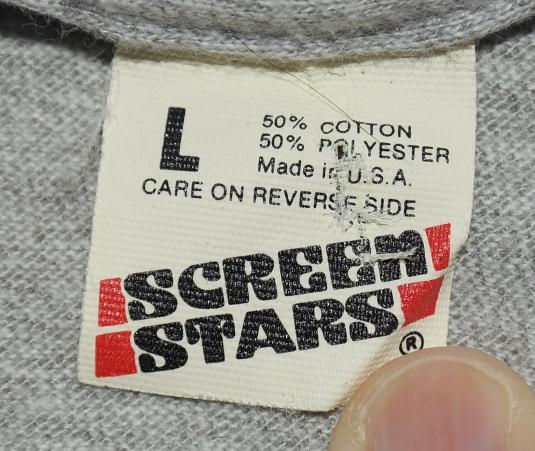 L
50% COTTON
50% POLYESTER
Made in U.S.A.
CARE ON REVERSE SIDE
SCREEN
STARS
®